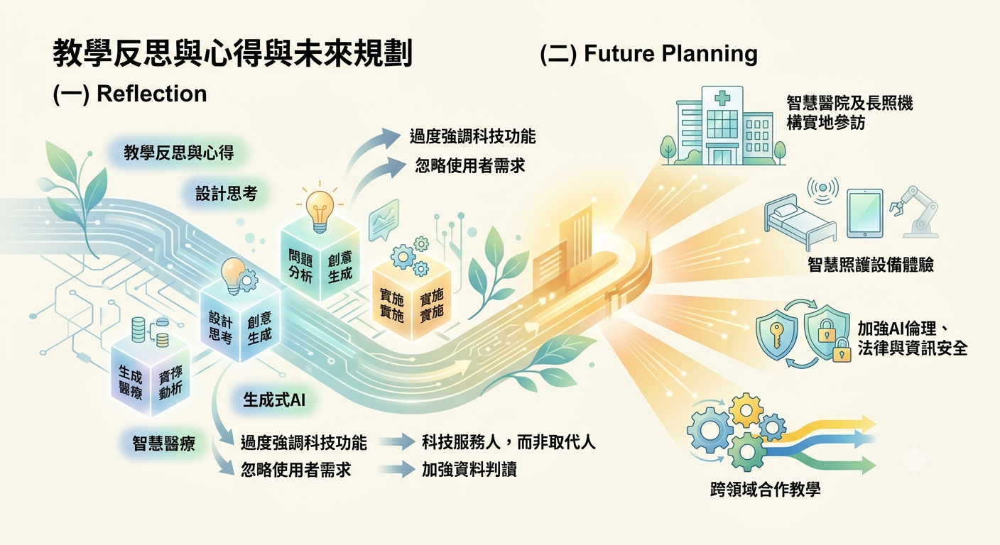 教學反思與心得與未來規劃
(一) Reflection
教學反思與心得
設計思考
過度強調科技功能
忽略使用者需求
問題
分析
創意
生成
設計
思考
創意
生成
實施
實施
實施
實施
生成
醫療
動析
智慧醫療
生成式AI
過度強調科技功能
科技服務人，而非取代人
忽略使用者需求
加強資料判讀
(二) Future Planning
智慧醫院及長照機
構實地參訪
智慧照護設備體驗
加強AI倫理、
法律與資訊安全
跨領域合作教學